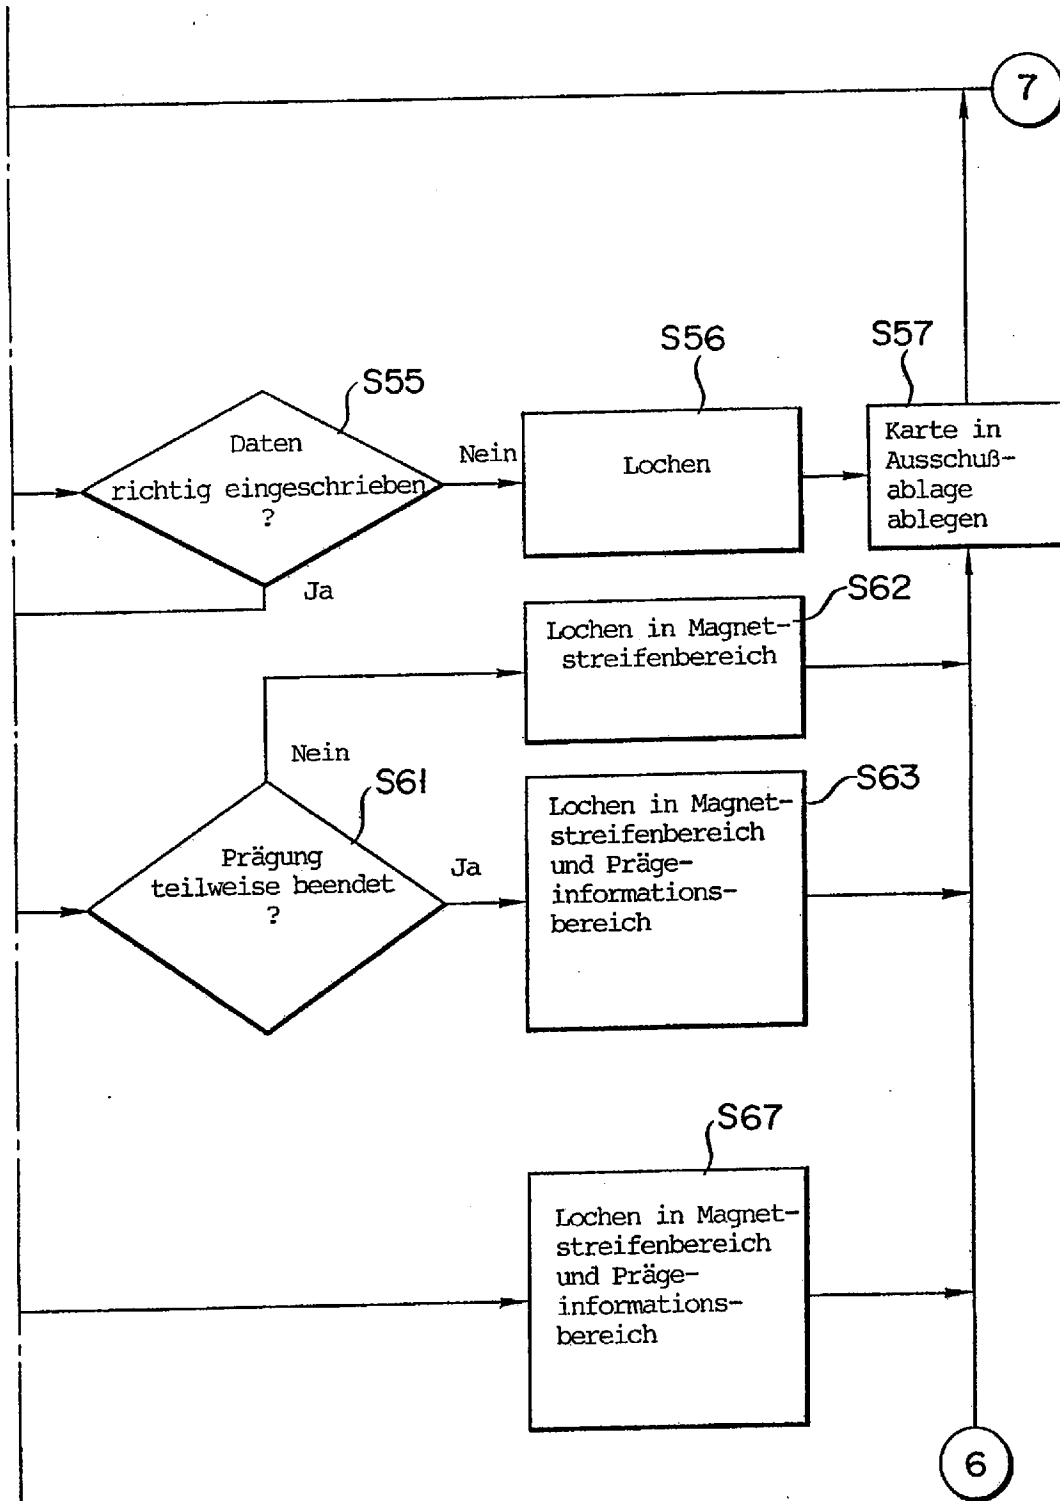 7
S55
Daten
richtig eingeschrieben
?
Nein
Ja
S56
Lochen
S57
Karte in
Ausschuß-
ablage
ablegen
S62
Lochen in Magnet-
streifenbereich
Nein
S61
Prägung
teilweise beendet
?
Ja
S63
Lochen in Magnet-
streifenbereich
und Präge-
informations-
bereich
S67
Lochen in Magnet-
streifenbereich
und Präge-
informations-
bereich
6